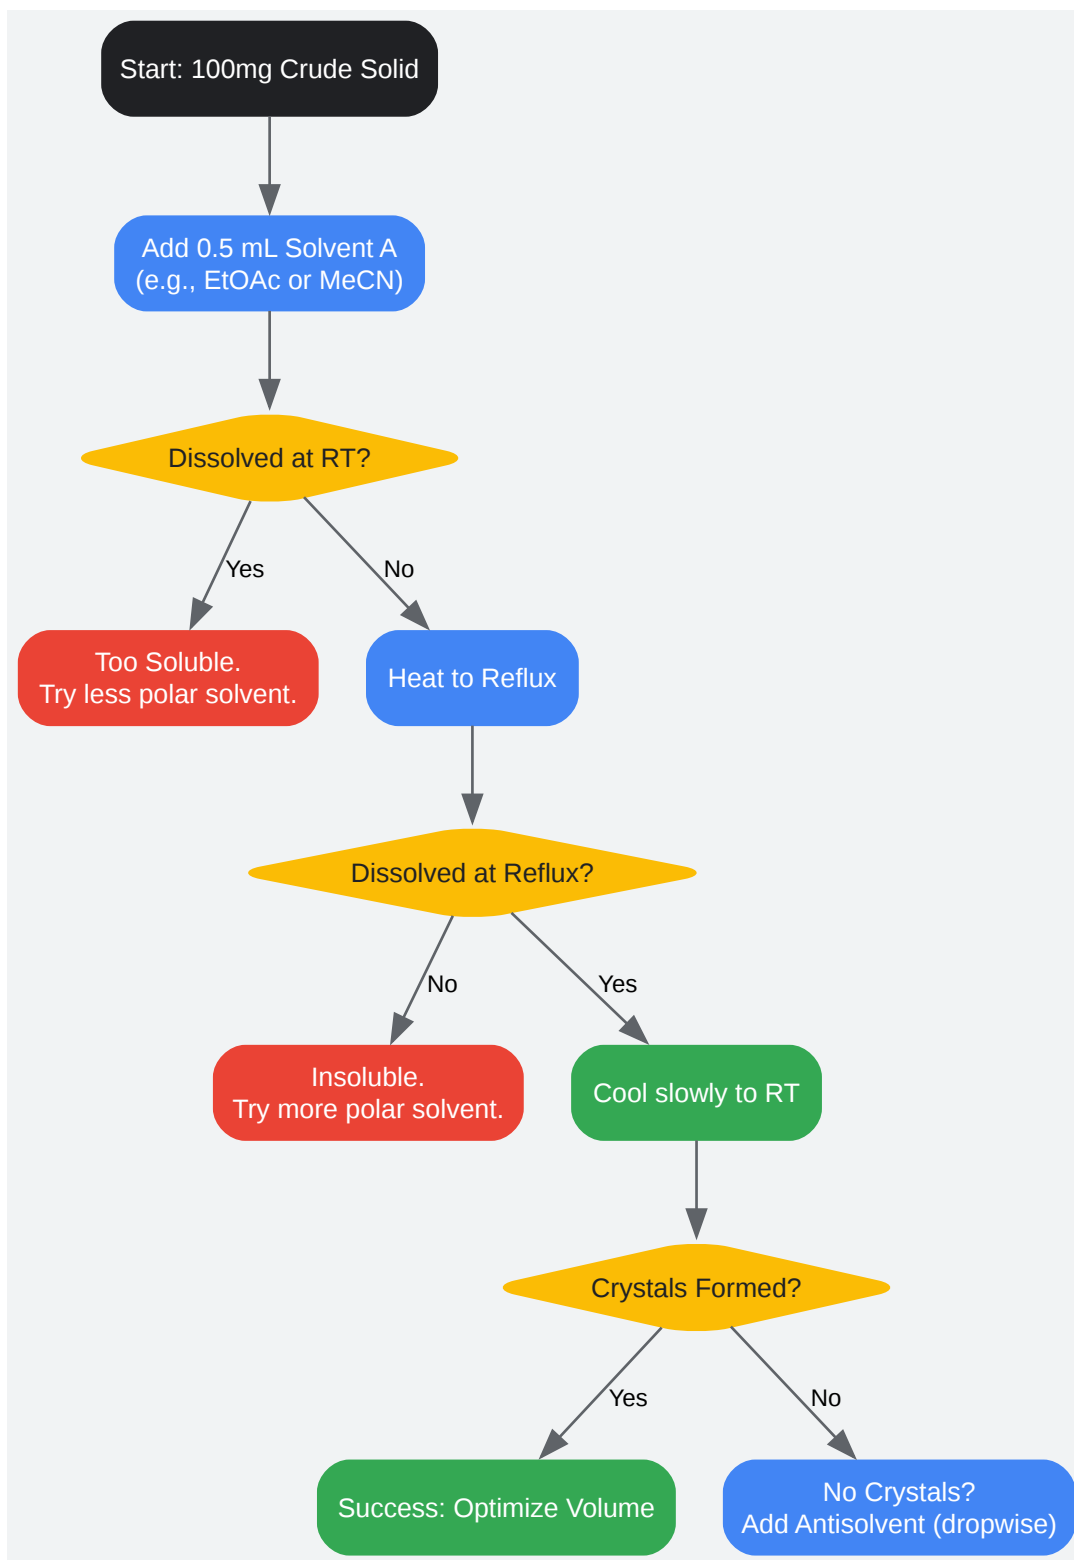 Start: 100mg Crude Solid
Add 0.5 mL Solvent A
(e.g., EtOAc or MeCN)
Dissolved at RT?
Yes
No
Too Soluble.
Try less polar solvent.
Heat to Reflux
Dissolved at Reflux?
No
Yes
Insoluble.
Try more polar solvent.
Cool slowly to RT
Crystals Formed?
Yes
No
Success: Optimize Volume
No Crystals?
Add Antisolvent (dropwise)